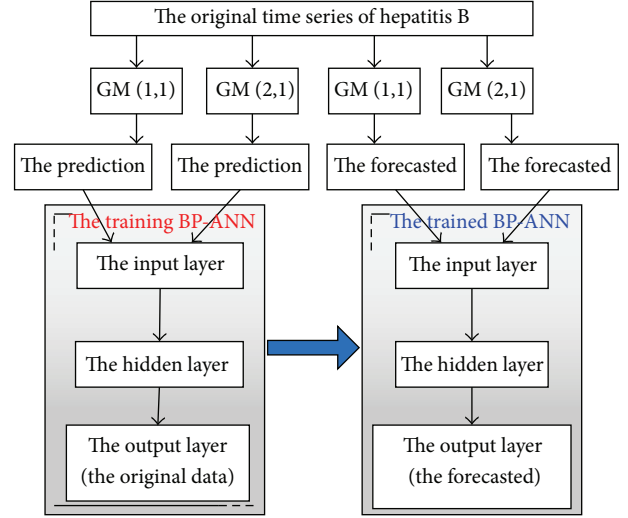 The original time series of hepatitis B
GM (1,1)
GM (2,1)
GM (1,1)
GM (2,1)
The prediction
The prediction
The forecasted
The forecasted
The training BP-ANN
The input layer
The hidden layer
The output layer
(the original data)
The trained BP-ANN
The input layer
The hidden layer
The output layer
(the forecasted)